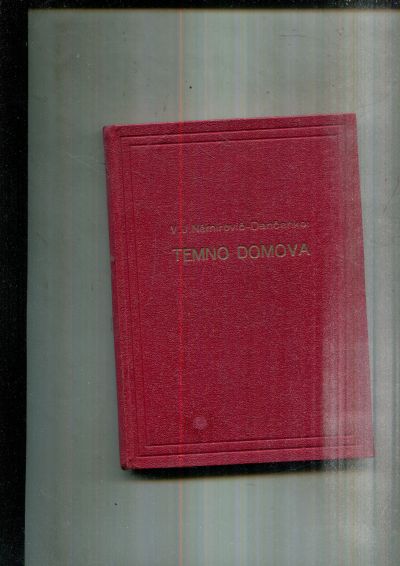 V. J. Němirovič-Dančenko:
TEMNO DOMOVA